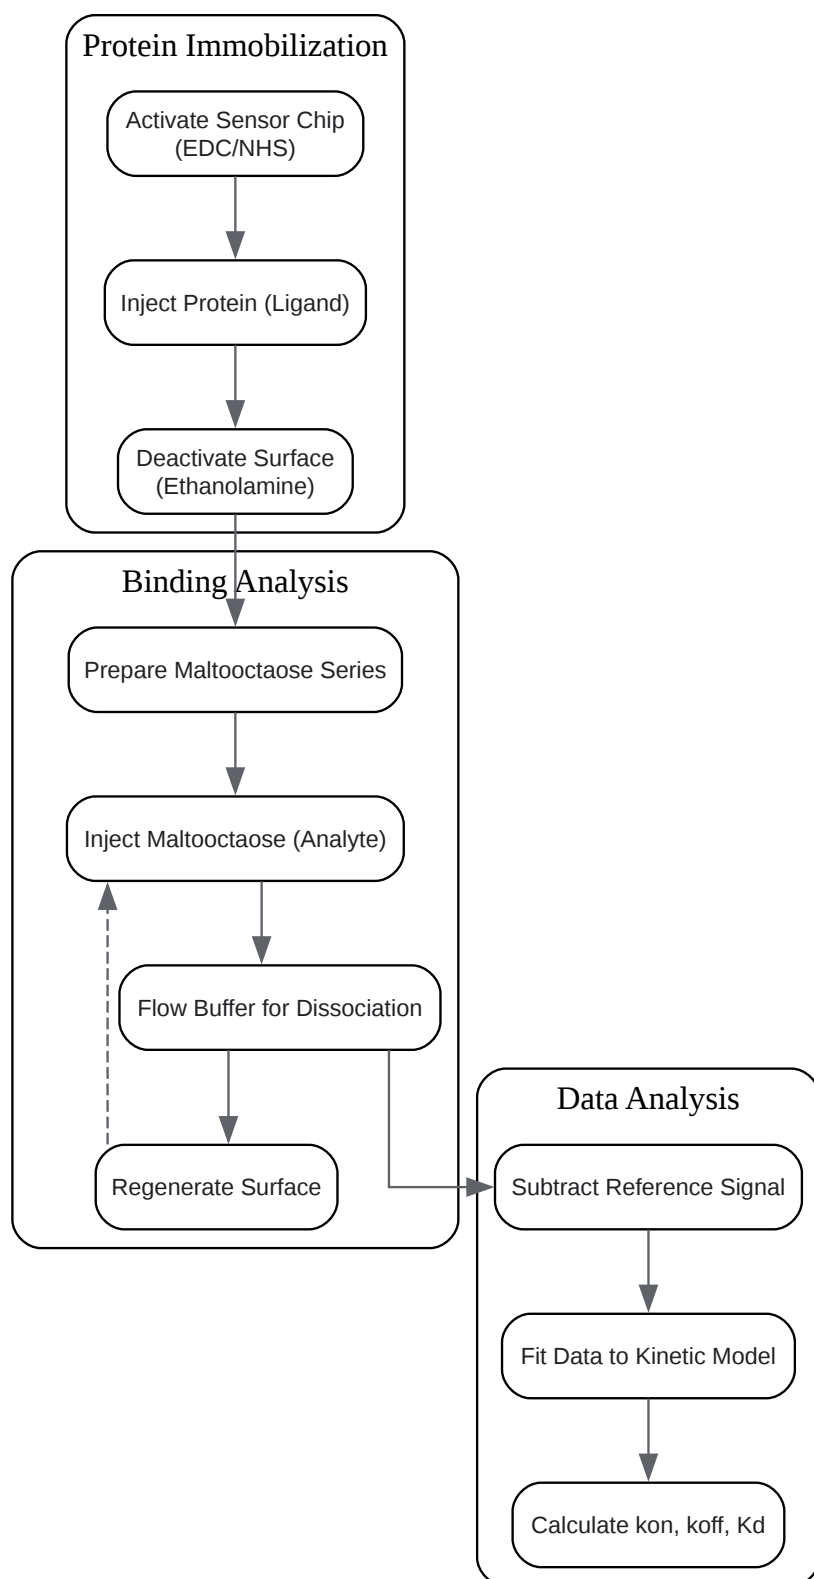 Protein Immobilization
Activate Sensor Chip
(EDC/NHS)
Inject Protein (Ligand)
Deactivate Surface
(Ethanolamine)
Binding Analysis
Prepare Maltooctaose Series
Inject Maltooctaose (Analyte)
Flow Buffer for Dissociation
Regenerate Surface
Data Analysis
Subtract Reference Signal
Fit Data to Kinetic Model
Calculate kon, koff, Kd